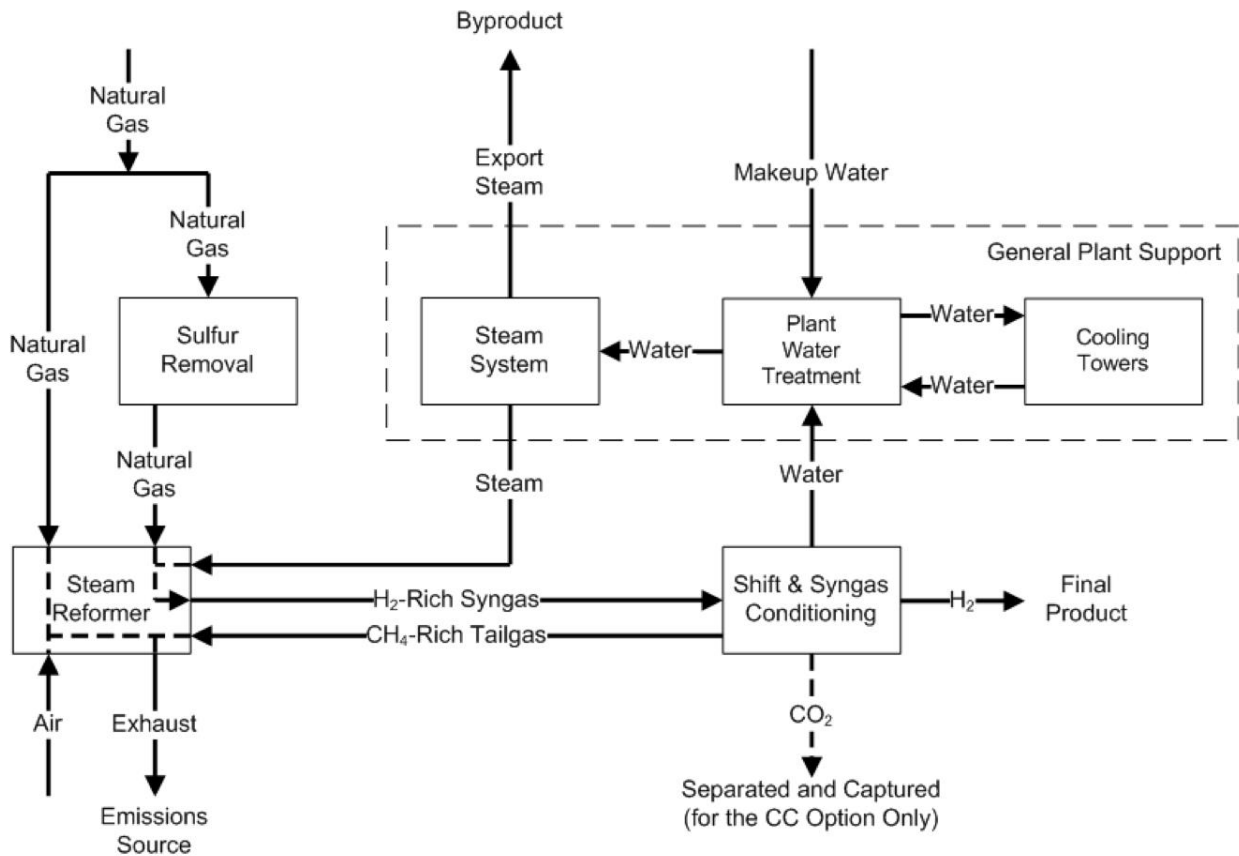 Byproduct
Natural
Gas
Export
Steam
Makeup Water
Natural
Gas
General Plant Support
Natural
Gas
Sulfur
Removal
Steam
System
Water
Plant
Water
Treatment
Water
Water
Cooling
Towers
Natural
Gas
Steam
Water
Steam
Reformer
H₂-Rich Syngas
CH₄-Rich Tailgas
Shift & Syngas
Conditioning
H₂
Final
Product
Air
Exhaust
CO₂
Emissions
Source
Separated and Captured
(for the CC Option Only)